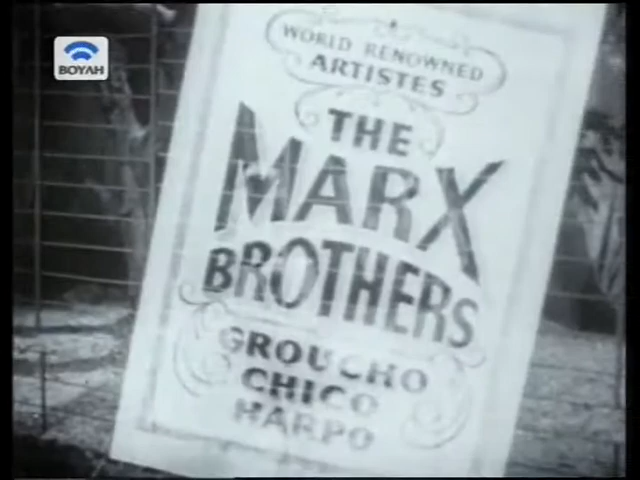 ΒΟΥΛΗ
WORLD RENOWNED
ARTISTES
THE
MARX
BROTHERS
GROUCHO
CHICO
HARPO